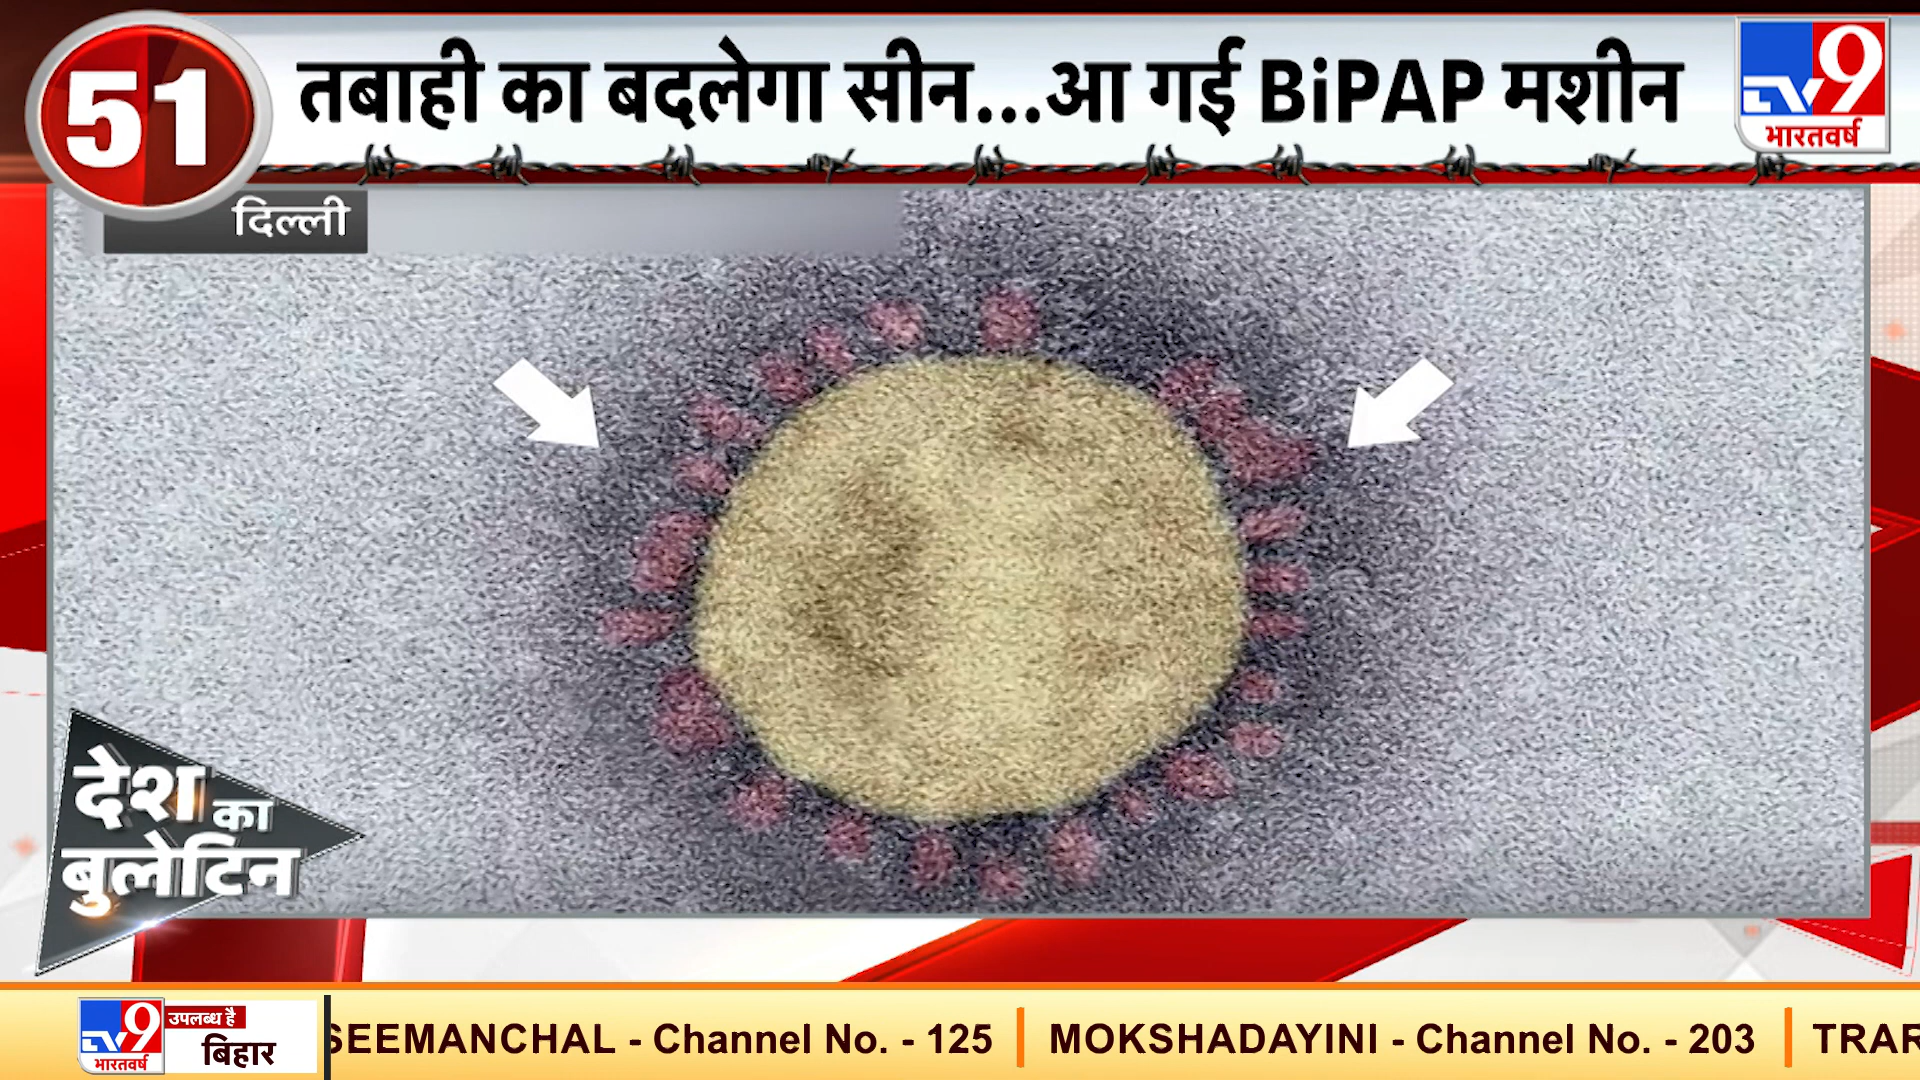 51
तबाही का बदलेगा सीन...आ गई BiPAP मशीन
TV9
भारतवर्ष
दिल्ली
देश का
बुलेटिन
TV9
भारतवर्ष
उपलब्ध है
बिहार
SEEMANCHAL - Channel No. - 125
MOKSHADAYINI - Channel No. - 203